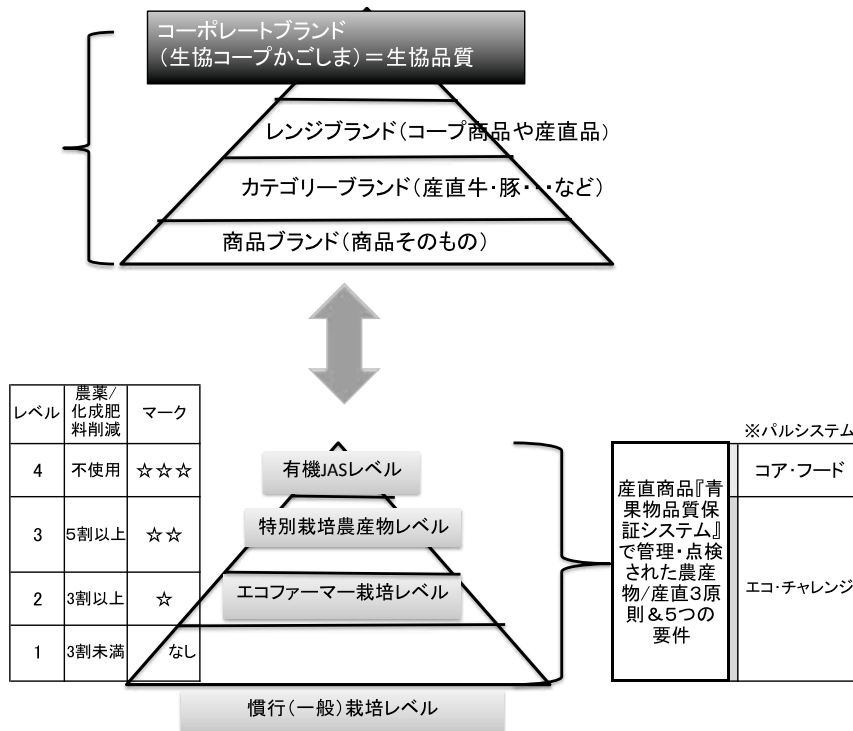 コーポレートブランド
(生協コープかごしま)＝生協品質
レンジブランド(コープ商品や産直品)
カテゴリーブランド(産直牛・豚・・・など)
商品ブランド(商品そのもの)
レベル
農薬/
化成肥
料削減
マーク
4
不使用
☆☆☆
3
5割以上
☆☆
2
3割以上
☆
1
3割未満
なし
有機JASレベル
特別栽培農産物レベル
エコファーマー栽培レベル
慣行(一般)栽培レベル
産直商品『青
果物品質保
証システム』
で管理・点検
された農産
物/産直3原
則＆5つの
要件
※パルシステム
コア・フード
エコ・チャレンジ